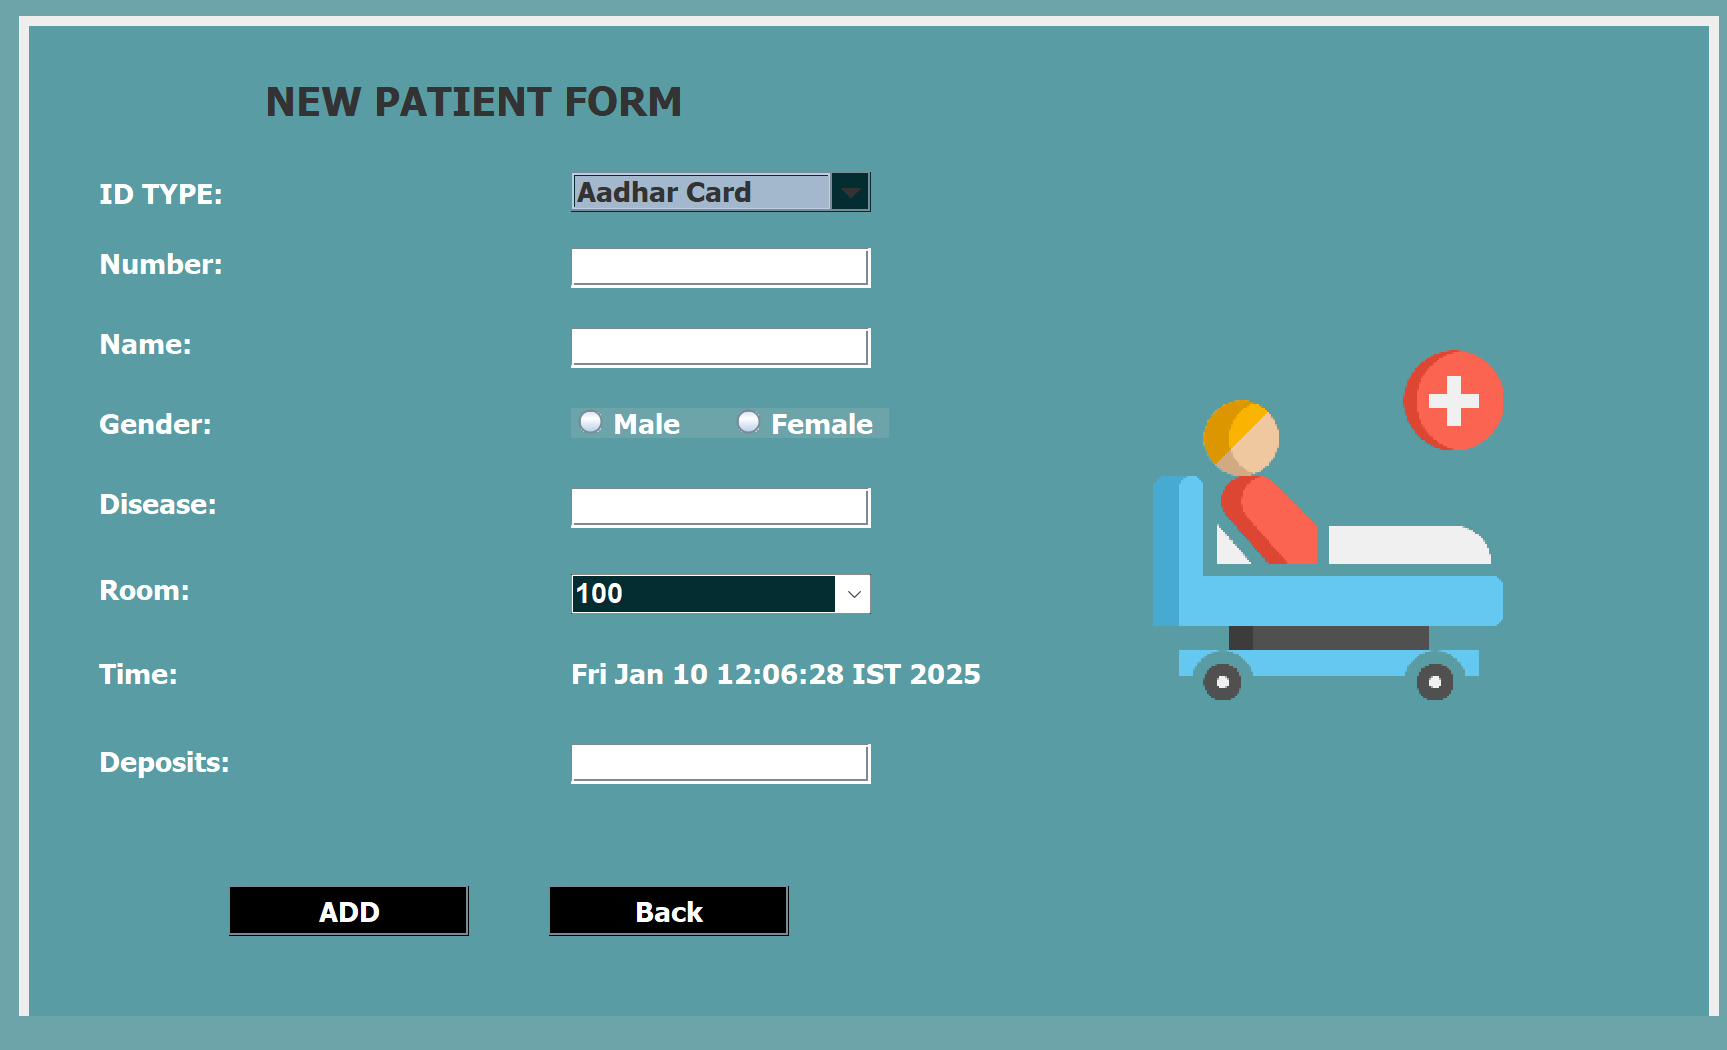 NEW PATIENT FORM
ID TYPE: Aadhar Card
Number:
Name:
Gender: Male Female
Disease:
Room: 100
Time: Fri Jan 10 12:06:28 IST 2025
Deposits:
ADD Back